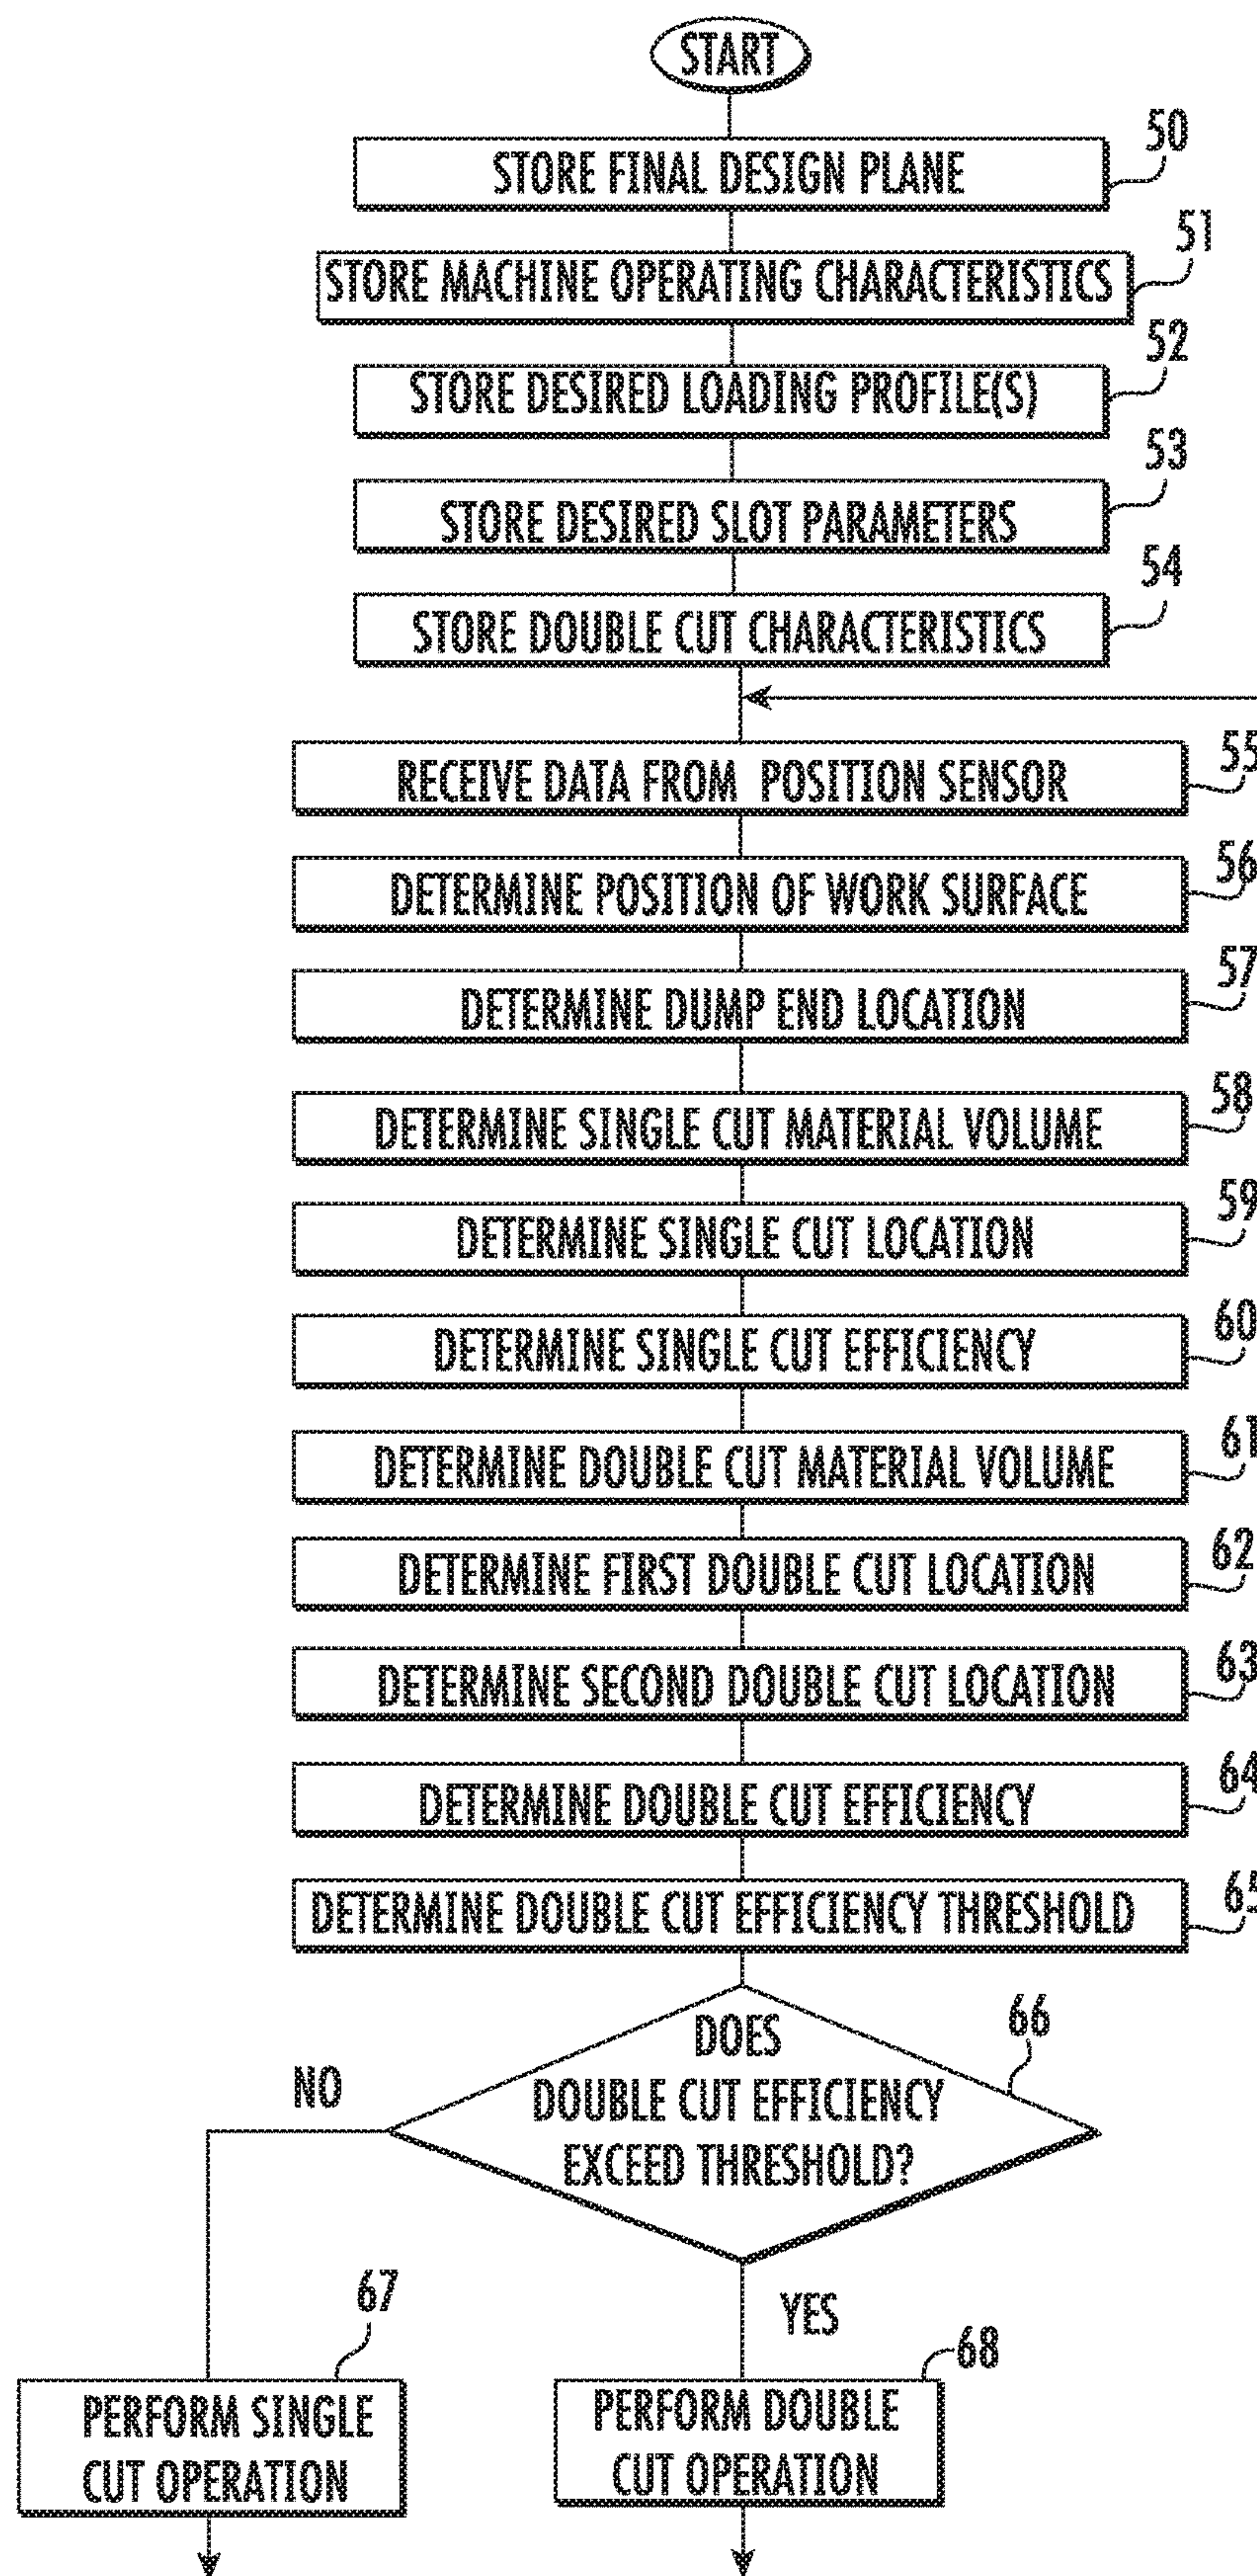 START
STORE FINAL DESIGN PLANE
50
STORE MACHINE OPERATING CHARACTERISTICS
51
STORE DESIRED LOADING PROFILE(S)
52
STORE DESIRED SLOT PARAMETERS
53
STORE DOUBLE CUT CHARACTERISTICS
54
RECEIVE DATA FROM POSITION SENSOR
55
DETERMINE POSITION OF WORK SURFACE
56
DETERMINE DUMP END LOCATION
57
DETERMINE SINGLE CUT MATERIAL VOLUME
58
DETERMINE SINGLE CUT LOCATION
59
DETERMINE SINGLE CUT EFFICIENCY
60
DETERMINE DOUBLE CUT MATERIAL VOLUME
61
DETERMINE FIRST DOUBLE CUT LOCATION
62
DETERMINE SECOND DOUBLE CUT LOCATION
63
DETERMINE DOUBLE CUT EFFICIENCY
64
DETERMINE DOUBLE CUT EFFICIENCY THRESHOLD
65
DOES
DOUBLE CUT EFFICIENCY
EXCEED THRESHOLD?
66
NO
YES
67
PERFORM SINGLE
CUT OPERATION
68
PERFORM DOUBLE
CUT OPERATION